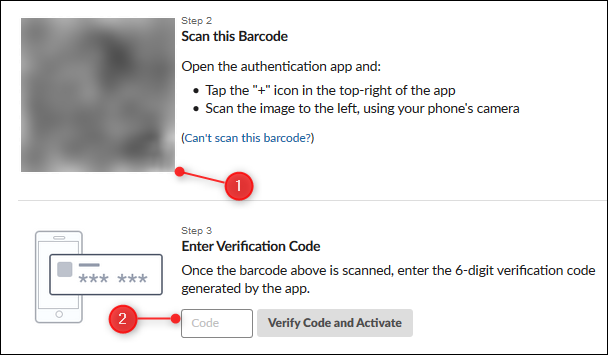 Step 2
Scan this Barcode
Open the authentication app and:
• Tap the "+" icon in the top-right of the app
• Scan the image to the left, using your phone's camera
(Can't scan this barcode?)
1
Step 3
Enter Verification Code
Once the barcode above is scanned, enter the 6-digit verification code
generated by the app.
*** ***
2
Code
Verify Code and Activate